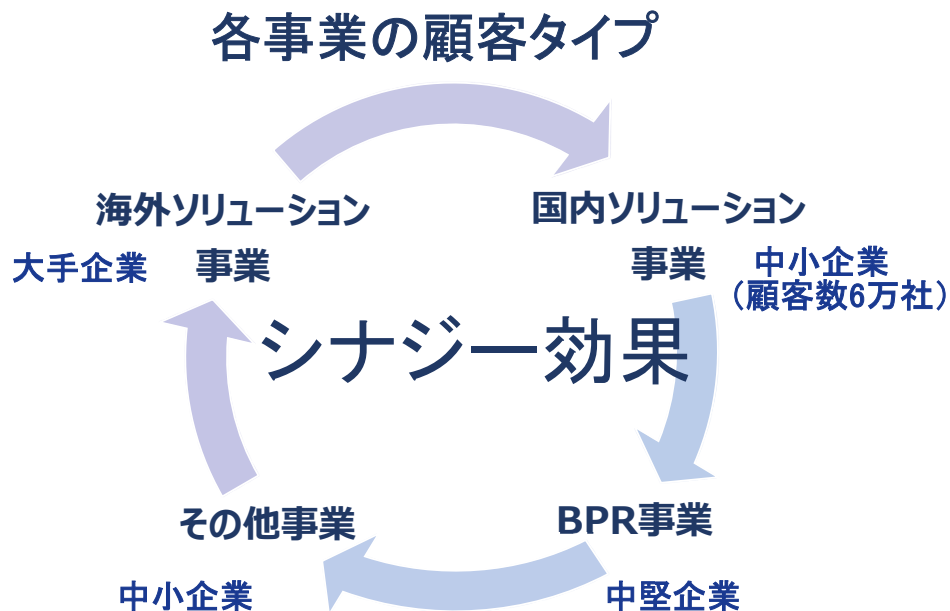 各事業の顧客タイプ
海外ソリューション
事業
大手企業
国内ソリューション
事業
中小企業
（顧客数6万社）
シナジー効果
BPR事業
中堅企業
その他事業
中小企業